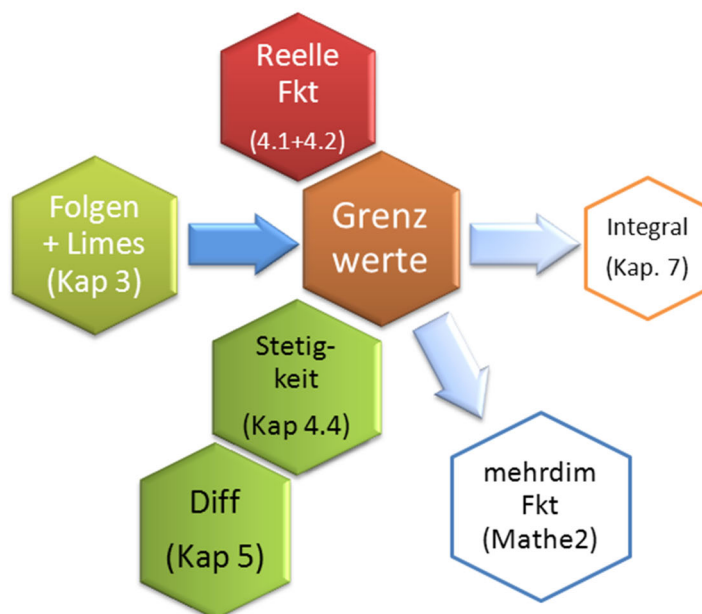 Reelle
Fkt
(4.1+4.2)
Folgen
+ Limes
(Kap 3)
Grenz
werte
Integral
(Kap. 7)
Stetig-
keit
(Kap 4.4)
Diff
(Kap 5)
mehrdim
Fkt
(Mathe2)